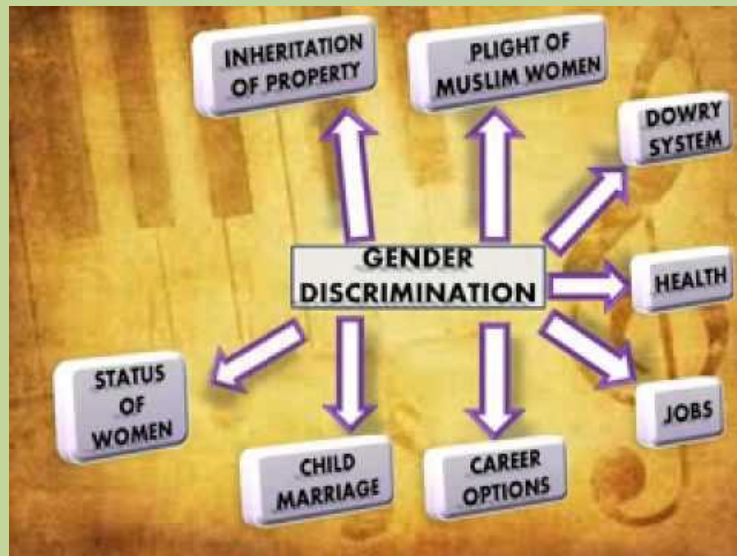 INHERITATION
OF PROPERTY
PLIGHT OF
MUSLIM WOMEN
DOWRY
SYSTEM
GENDER
DISCRIMINATION
HEALTH
STATUS
OF
WOMEN
JOBS
CHILD
MARRIAGE
CAREER
OPTIONS